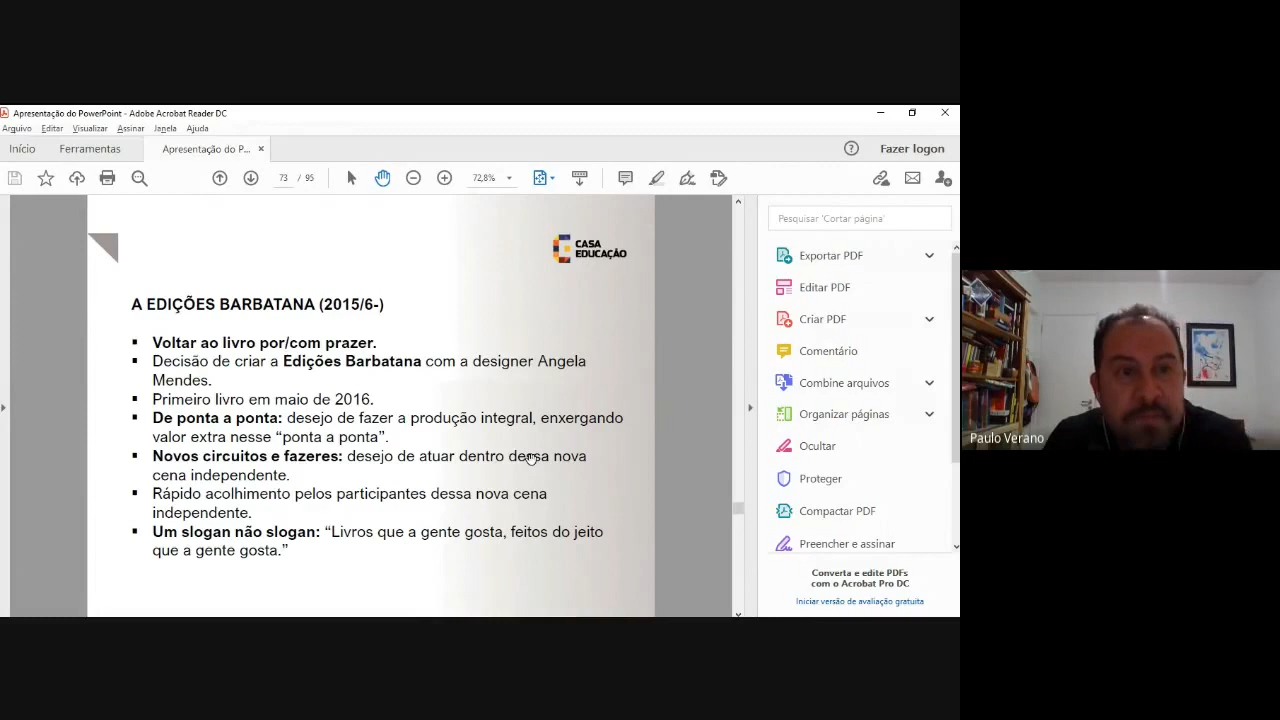 Apresentação do PowerPoint - Adobe Acrobat Reader DC
Arquivo Editar Visualizar Assinar Janela Ajuda
Início Ferramentas Apresentação do P... ×
Fazer logon
73 / 95
72,8%
CASA
EDUCAÇÃO
A EDIÇÕES BARBATANA (2015/6-)
▪ Voltar ao livro por/com prazer.
▪ Decisão de criar a Edições Barbatana com a designer Angela
Mendes.
▪ Primeiro livro em maio de 2016.
▪ De ponta a ponta: desejo de fazer a produção integral, enxergando
valor extra nesse “ponta a ponta”.
▪ Novos circuitos e fazeres: desejo de atuar dentro dessa nova
cena independente.
▪ Rápido acolhimento pelos participantes dessa nova cena
independente.
▪ Um slogan não slogan: “Livros que a gente gosta, feitos do jeito
que a gente gosta.”
Pesquisar 'Cortar página'
Exportar PDF
Editar PDF
Criar PDF
Comentário
Combine arquivos
Organizar páginas
Ocultar
Proteger
Compactar PDF
Preencher e assinar
Converta e edite PDFs
com o Acrobat Pro DC
Iniciar versão de avaliação gratuita
Paulo Verano